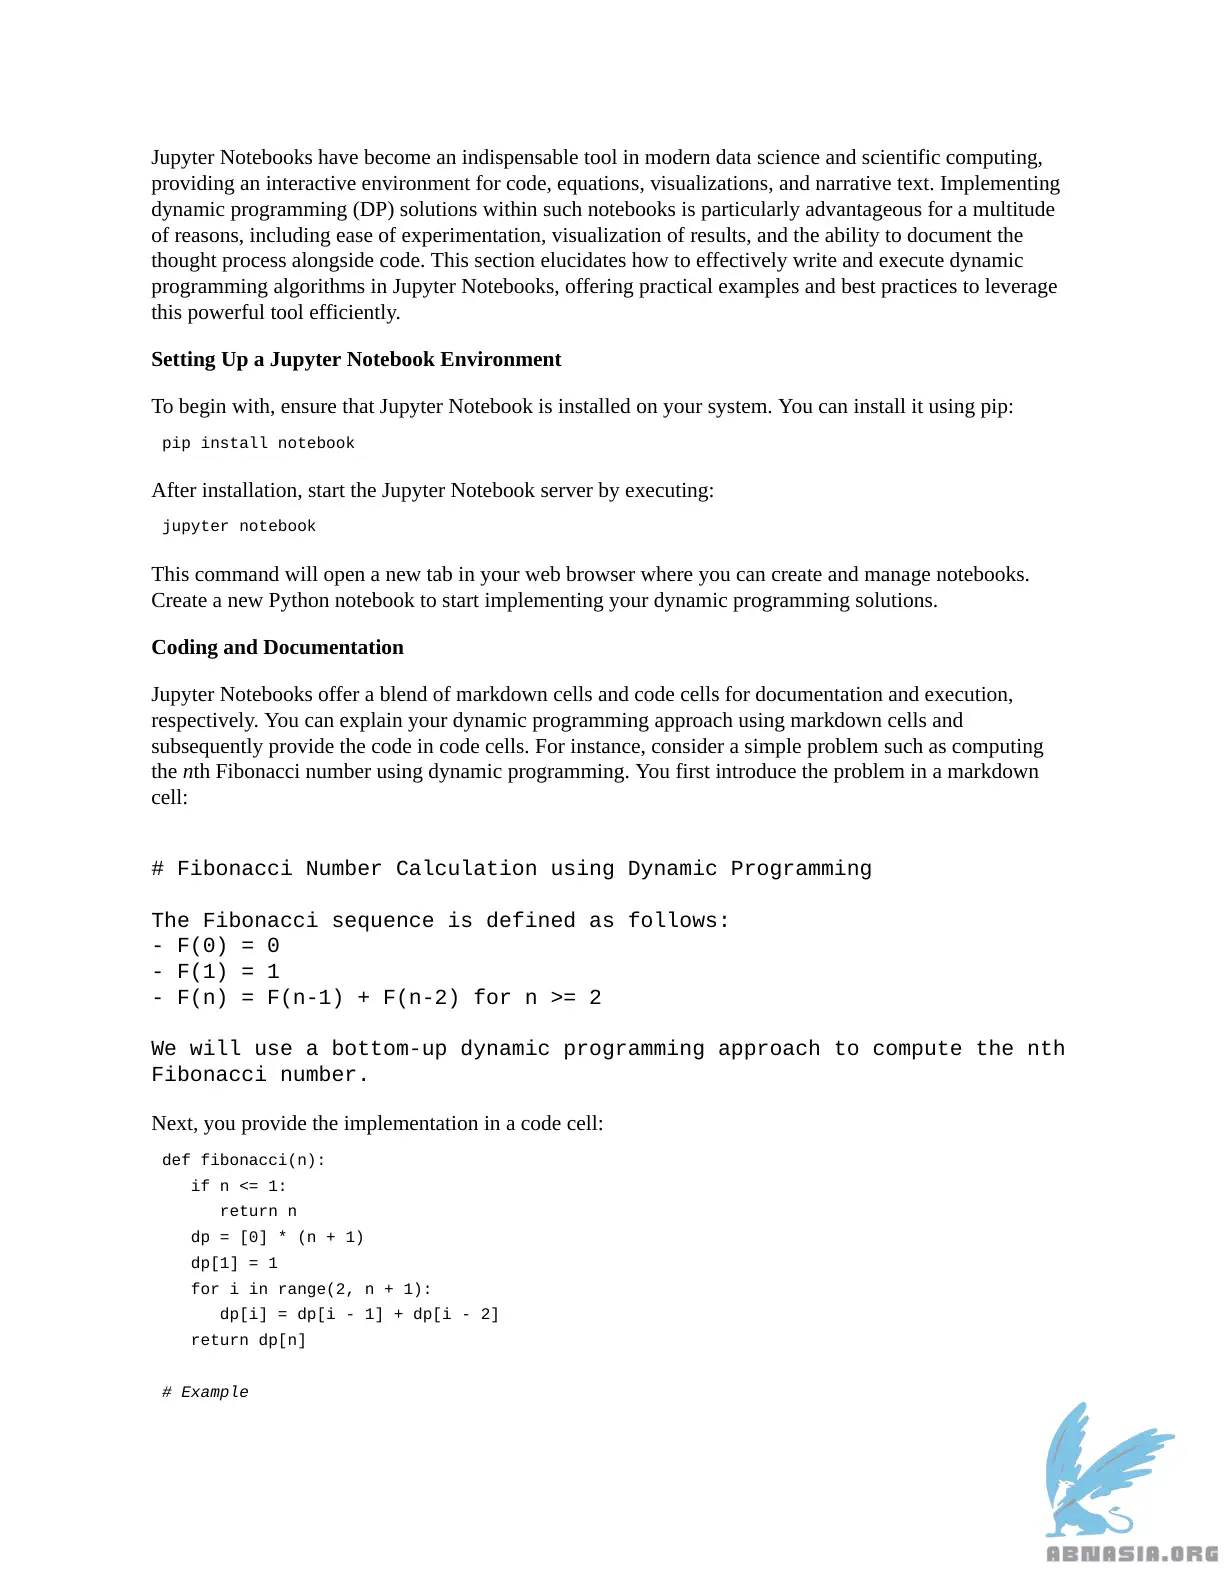 Jupyter Notebooks have become an indispensable tool in modern data science and scientific computing,
providing an interactive environment for code, equations, visualizations, and narrative text. Implementing
dynamic programming (DP) solutions within such notebooks is particularly advantageous for a multitude
of reasons, including ease of experimentation, visualization of results, and the ability to document the
thought process alongside code. This section elucidates how to effectively write and execute dynamic
programming algorithms in Jupyter Notebooks, offering practical examples and best practices to leverage
this powerful tool efficiently.
Setting Up a Jupyter Notebook Environment
To begin with, ensure that Jupyter Notebook is installed on your system. You can install it using pip:
pip install notebook
After installation, start the Jupyter Notebook server by executing:
jupyter notebook
This command will open a new tab in your web browser where you can create and manage notebooks.
Create a new Python notebook to start implementing your dynamic programming solutions.
Coding and Documentation
Jupyter Notebooks offer a blend of markdown cells and code cells for documentation and execution,
respectively. You can explain your dynamic programming approach using markdown cells and
subsequently provide the code in code cells. For instance, consider a simple problem such as computing
the nth Fibonacci number using dynamic programming. You first introduce the problem in a markdown
cell:
# Fibonacci Number Calculation using Dynamic Programming
The Fibonacci sequence is defined as follows:
- F(0) = 0
- F(1) = 1
- F(n) = F(n-1) + F(n-2) for n >= 2
We will use a bottom-up dynamic programming approach to compute the nth
Fibonacci number.
Next, you provide the implementation in a code cell:
def fibonacci(n):
   if n <= 1:
      return n
   dp = [0] * (n + 1)
   dp[1] = 1
   for i in range(2, n + 1):
      dp[i] = dp[i - 1] + dp[i - 2]
   return dp[n]
# Example
ABNASIA.ORG